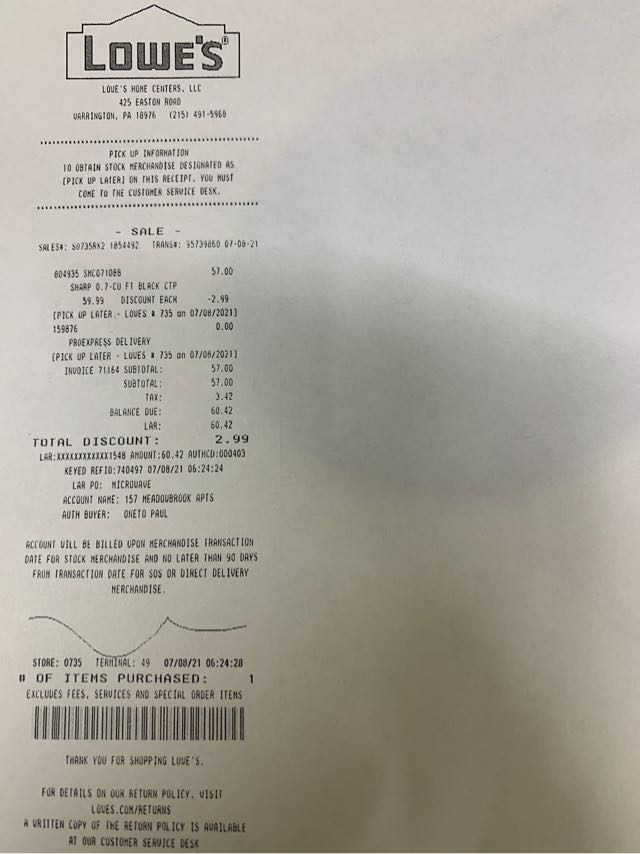 LOWE'S®
LOWE'S HOME CENTERS, LLC
425 EASTON ROAD
WARRINGTON, PA 18976 (215) 491-5968
PICK UP INFORMATION
TO OBTAIN STOCK MERCHANDISE DESIGNATED AS
[PICK UP LATER] ON THIS RECEIPT, YOU MUST
COME TO THE CUSTOMER SERVICE DESK.
- SALE -
SALES#: S0735RK2 1854492 TRANS#: 95739860 07-08-21
804935 SMC0710BB 57.00
SHARP 0.7-CU FT BLACK CTP
59.99 DISCOUNT EACH -2.99
[PICK UP LATER - LOWES # 735 on 07/08/2021]
159876 0.00
PROEXPRESS DELIVERY
[PICK UP LATER - LOWES # 735 on 07/08/2021]
INVOICE 71164 SUBTOTAL: 57.00
SUBTOTAL: 57.00
TAX: 3.42
BALANCE DUE: 60.42
LAR: 60.42
TOTAL DISCOUNT: 2.99
LAR:XXXXXXXXXXXX1548 AMOUNT:60.42 AUTHCD:000403
KEYED REFID:740497 07/08/21 06:24:24
LAR PO: MICROWAVE
ACCOUNT NAME: 157 MEADOWBROOK APTS
AUTH BUYER: ONETO PAUL
ACCOUNT WILL BE BILLED UPON MERCHANDISE TRANSACTION
DATE FOR STOCK MERCHANDISE AND NO LATER THAN 90 DAYS
FROM TRANSACTION DATE FOR SOS OR DIRECT DELIVERY
MERCHANDISE.
STORE: 0735 TERMINAL: 49 07/08/21 06:24:28
# OF ITEMS PURCHASED: 1
EXCLUDES FEES, SERVICES AND SPECIAL ORDER ITEMS
THANK YOU FOR SHOPPING LOWE'S.
FOR DETAILS ON OUR RETURN POLICY, VISIT
LOWES.COM/RETURNS
A WRITTEN COPY OF THE RETURN POLICY IS AVAILABLE
AT OUR CUSTOMER SERVICE DESK